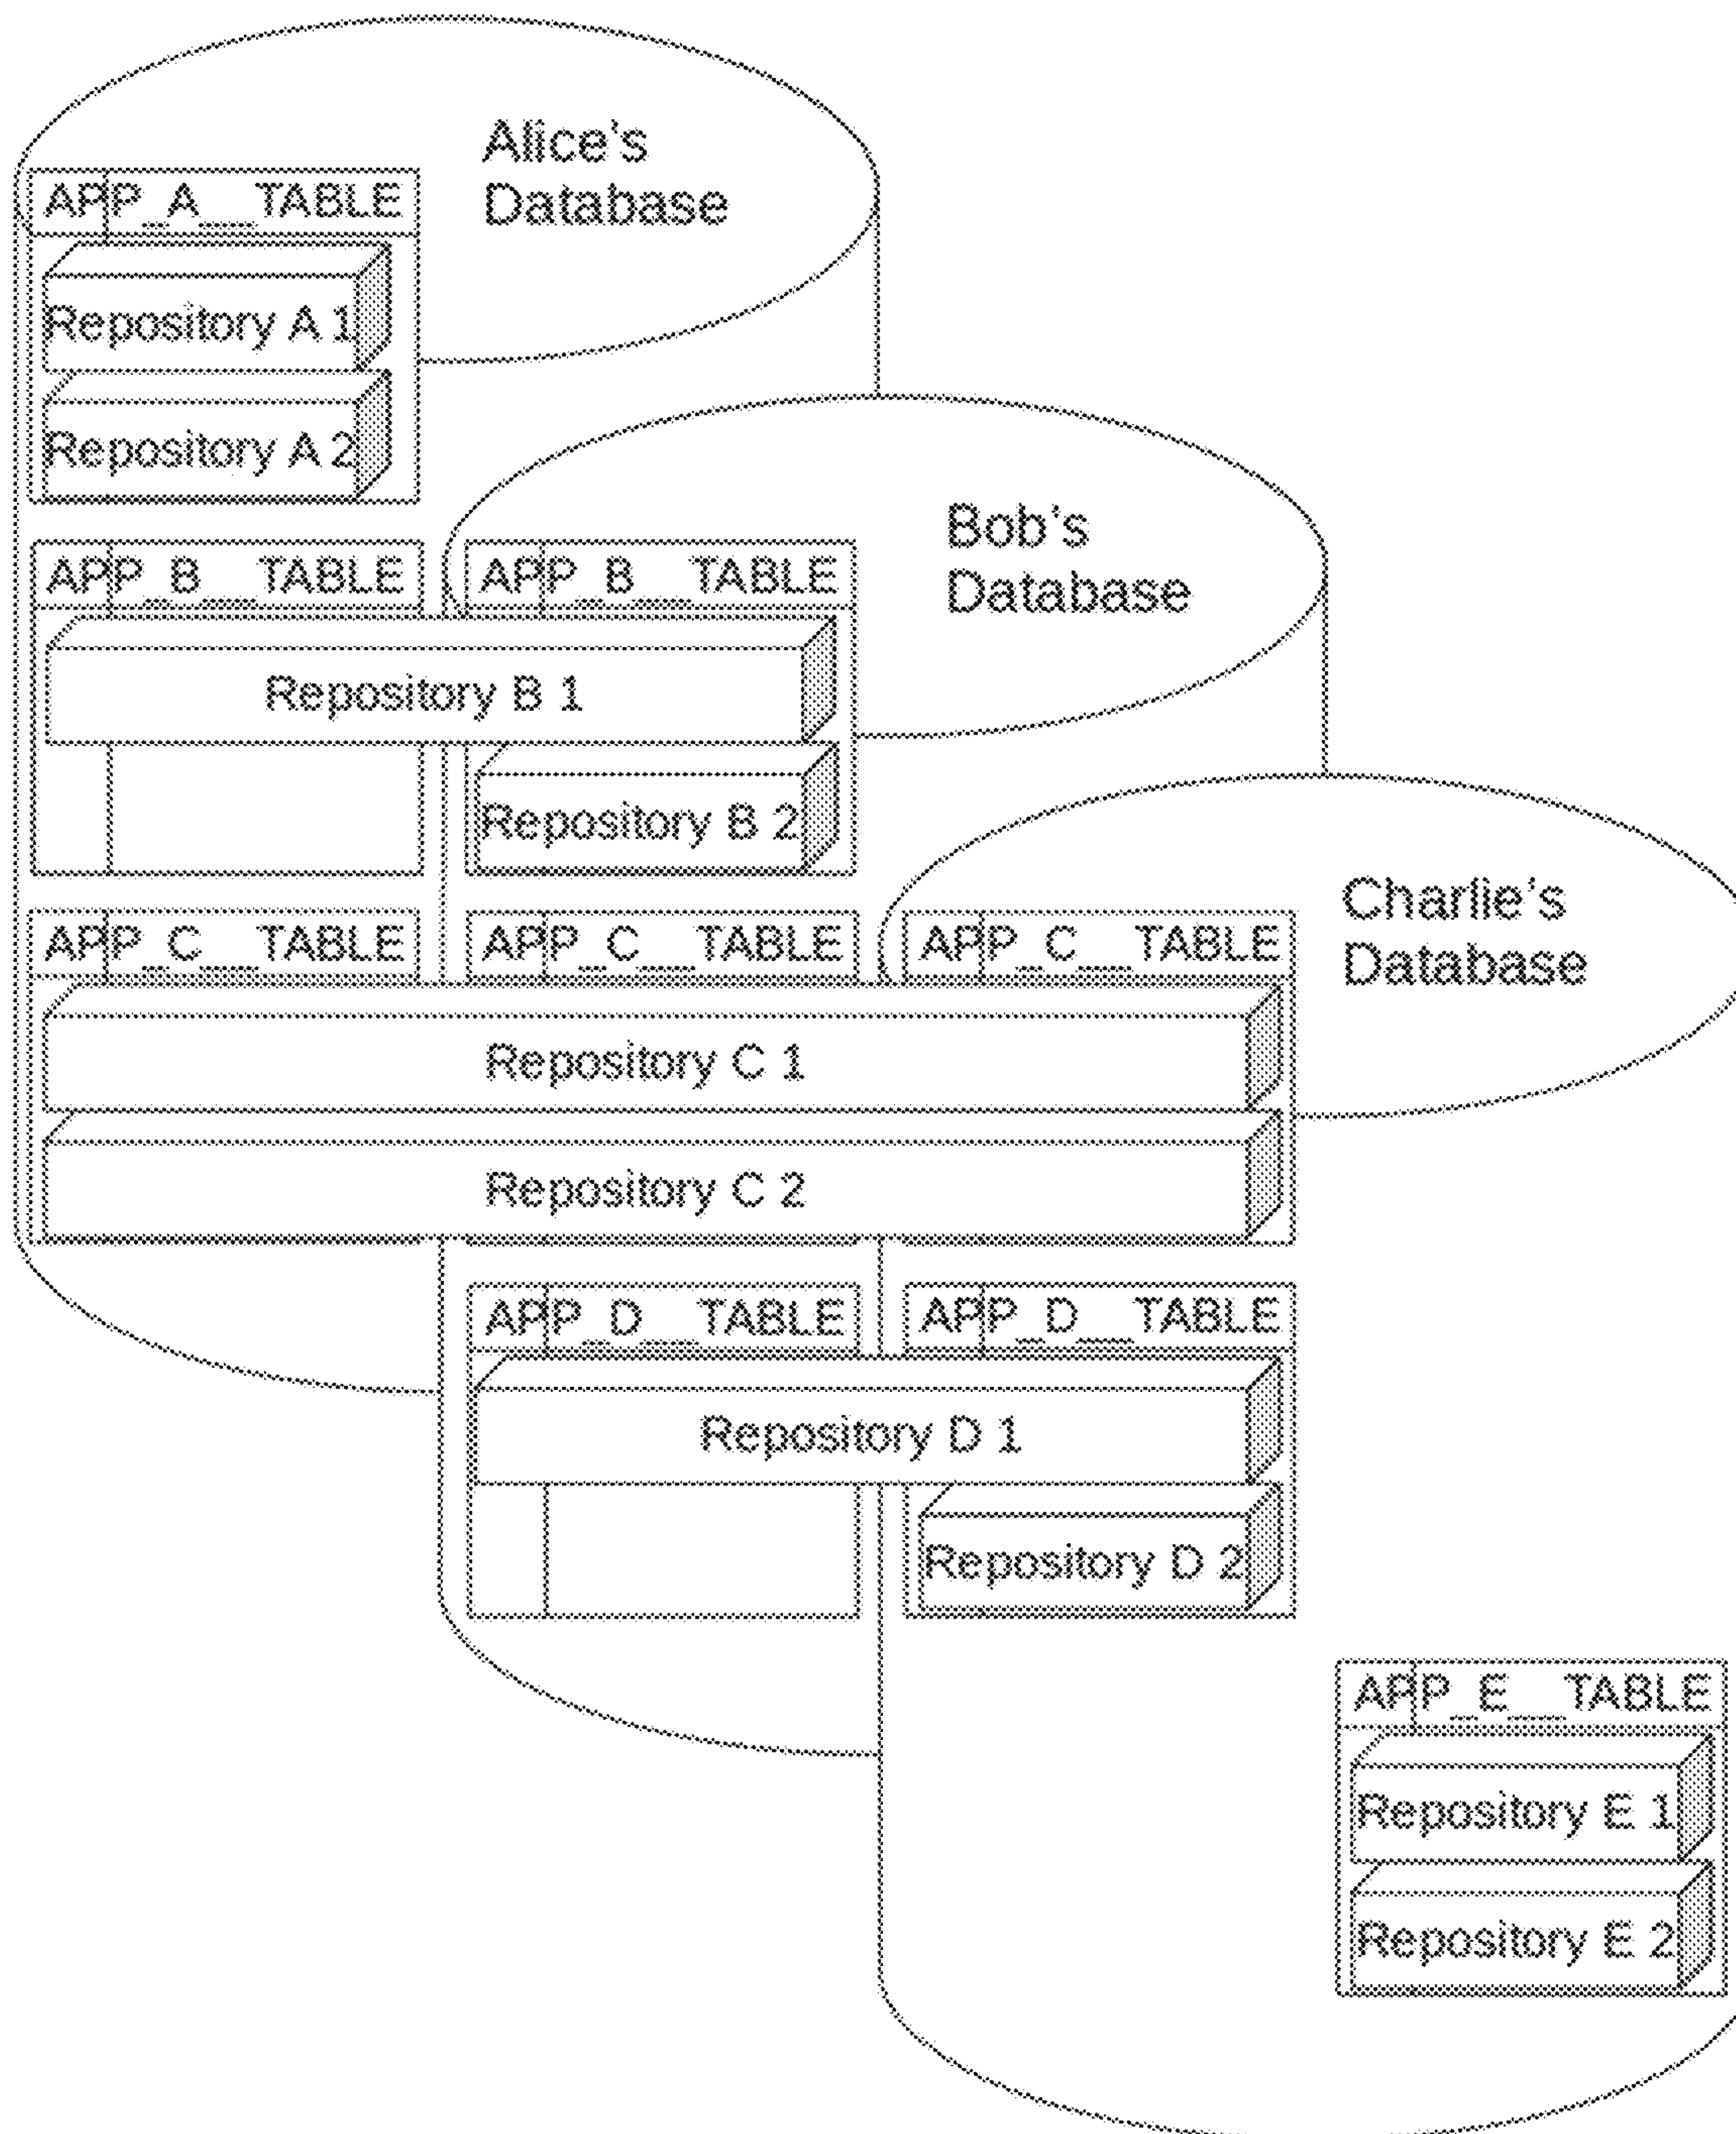 Alice's
Database
APP_A__TABLE
Repository A 1
Repository A 2
Bob's
Database
APP_B__TABLE
APP_B__TABLE
Repository B 1
Repository B 2
Charlie's
Database
APP_C__TABLE
APP_C__TABLE
APP_C__TABLE
Repository C 1
Repository C 2
APP_D__TABLE
APP_D__TABLE
Repository D 1
Repository D 2
APP_E__TABLE
Repository E 1
Repository E 2